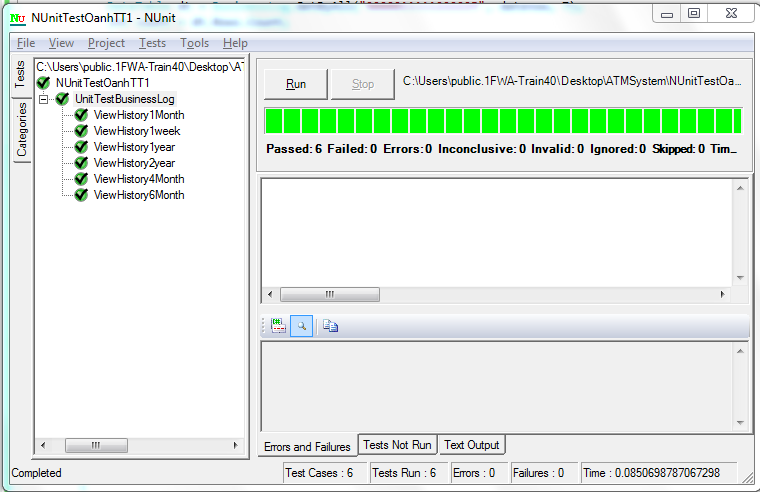 NUnitTestOanhTT1 - NUnit
File View Project Tests Tools Help
Tests
Categories
C:\Users\public.1FWA-Train40\Desktop\AT
NUnitTestOanhTT1
UnitTestBusinessLog
ViewHistory1Month
ViewHistory1week
ViewHistory1year
ViewHistory2year
ViewHistory4Month
ViewHistory6Month
Run Stop C:\Users\public.1FWA-Train40\Desktop\ATMSystem\NUnitTestOa...
Passed: 6 Failed: 0 Errors: 0 Inconclusive: 0 Invalid: 0 Ignored: 0 Skipped: 0 Tim...
Errors and Failures Tests Not Run Text Output
Completed Test Cases : 6 Tests Run : 6 Errors : 0 Failures : 0 Time : 0.0850698787067298